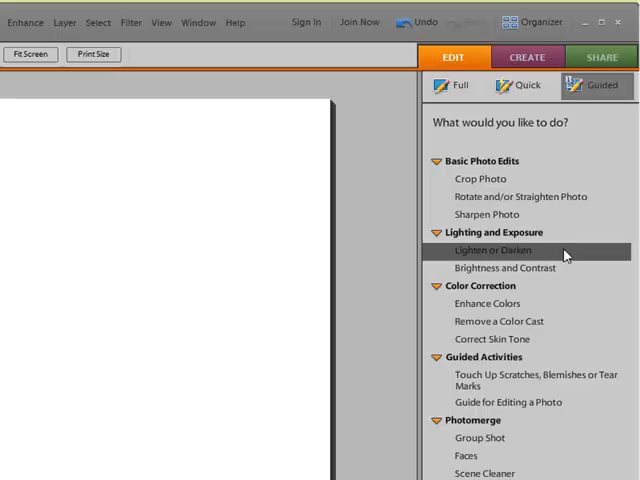 Enhance Layer Select Filter View Window Help Sign In Join Now Undo Redo Organizer
Fit Screen Print Size
EDIT CREATE SHARE
Full Quick Guided
What would you like to do?
Basic Photo Edits
Crop Photo
Rotate and/or Straighten Photo
Sharpen Photo
Lighting and Exposure
Lighten or Darken
Brightness and Contrast
Color Correction
Enhance Colors
Remove a Color Cast
Correct Skin Tone
Guided Activities
Touch Up Scratches, Blemishes or Tear
Marks
Guide for Editing a Photo
Photomerge
Group Shot
Faces
Scene Cleaner